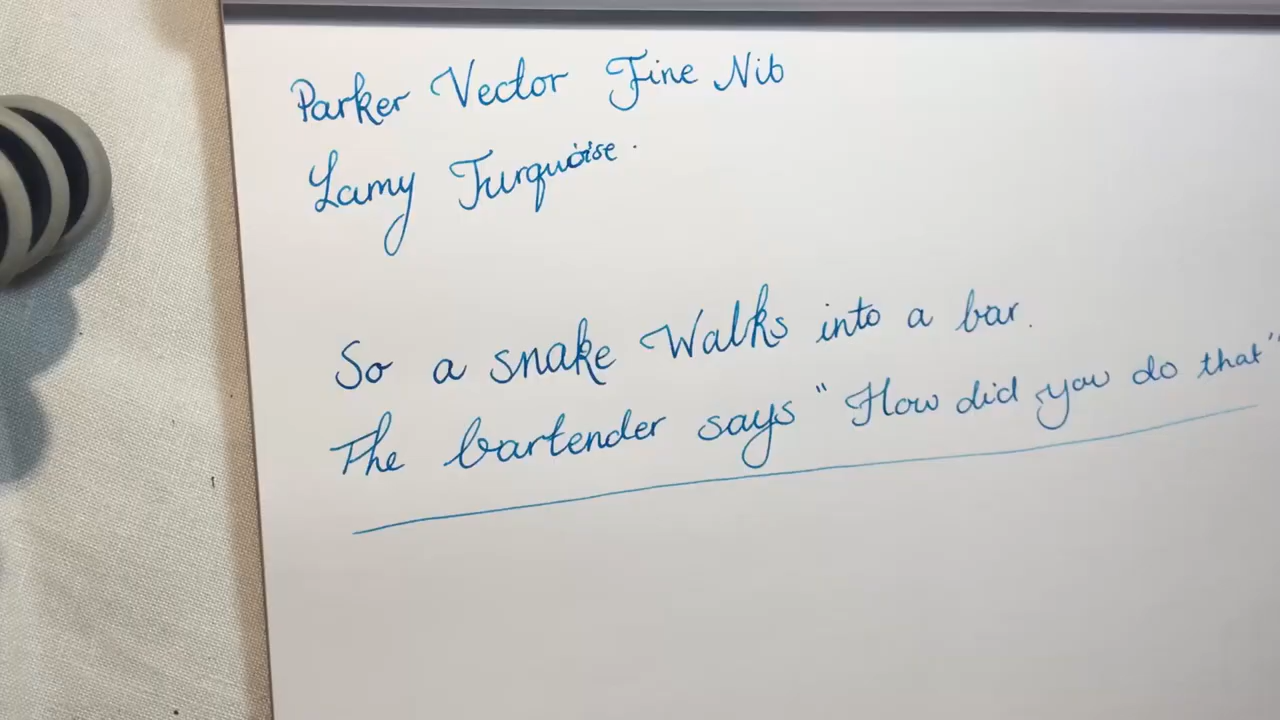 Parker Vector Fine Nib
Lamy Turquoise.
So a snake Walks into a bar.
The bartender says "How did you do that"